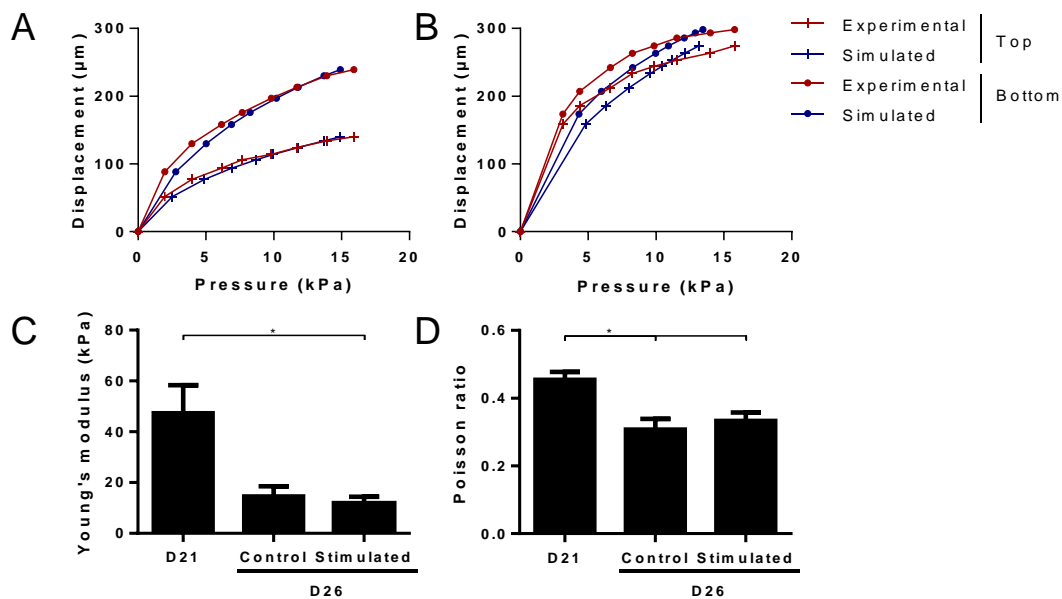 A
Displacement (µm)
300
200
100
0
0 5 10 15 20
Pressure (kPa)
B
Displacement (µm)
300
200
100
0
0 5 10 15 20
Pressure (kPa)
Experimental
Simulated
Top
Experimental
Simulated
Bottom
C
Young's modulus (kPa)
80
60
40
20
0
*
D21 Control Stimulated
D26
D
Poisson ratio
0.6
0.4
0.2
0.0
*
D21 Control Stimulated
D26